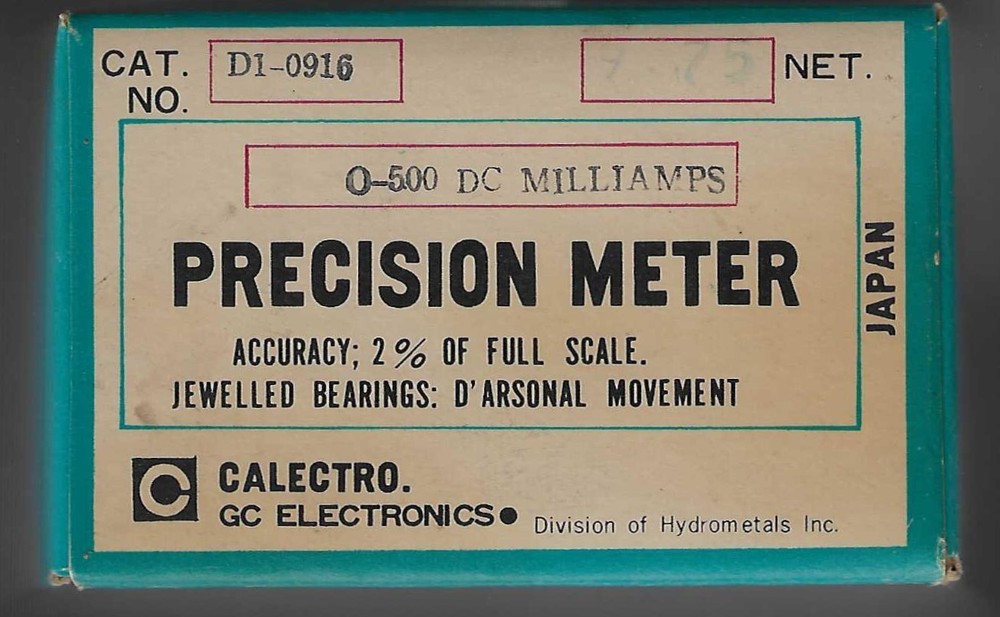 CAT. NO. D1-0916
NET.
0-500 DC MILLIAMPS
PRECISION METER
JAPAN
ACCURACY; 2% OF FULL SCALE.
JEWELLED BEARINGS: D'ARSONAL MOVEMENT
C
CALECTRO.
GC ELECTRONICS●
Division of Hydrometals Inc.